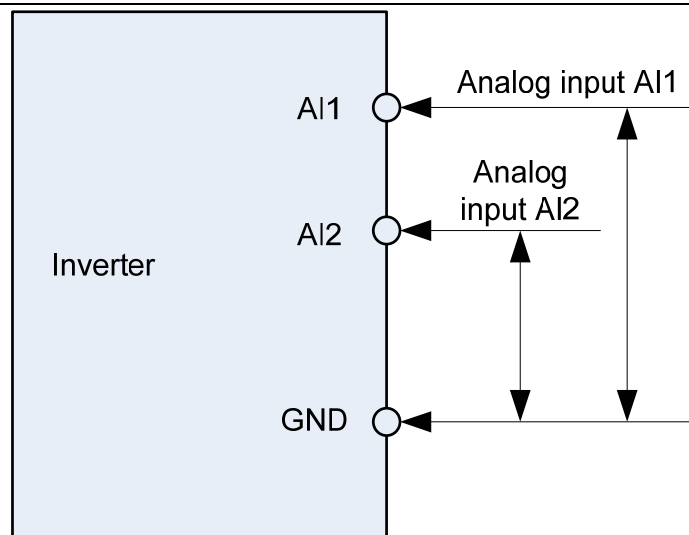 Analog input AI1
AI1
Analog
input AI2
AI2
Inverter
GND